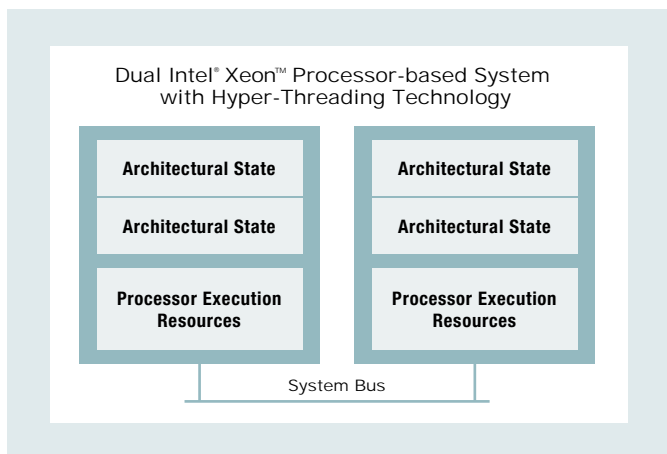 Dual Intel® Xeon™ Processor-based System
with Hyper-Threading Technology
Architectural State
Architectural State
Processor Execution
Resources
Architectural State
Architectural State
Processor Execution
Resources
System Bus